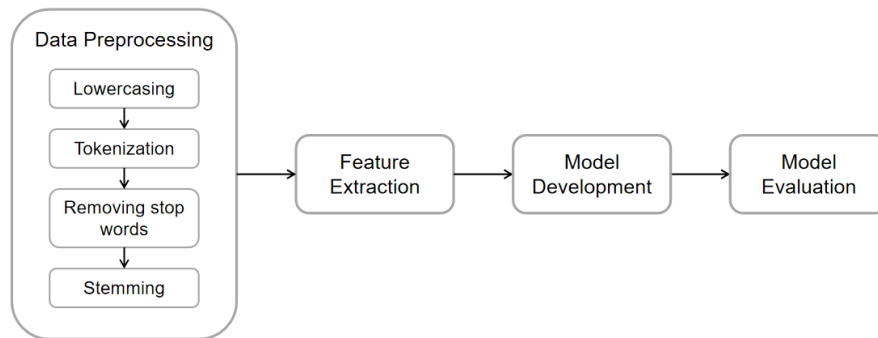 Data Preprocessing
Lowercasing
Tokenization
Removing stop
words
Stemming
Feature
Extraction
Model
Development
Model
Evaluation